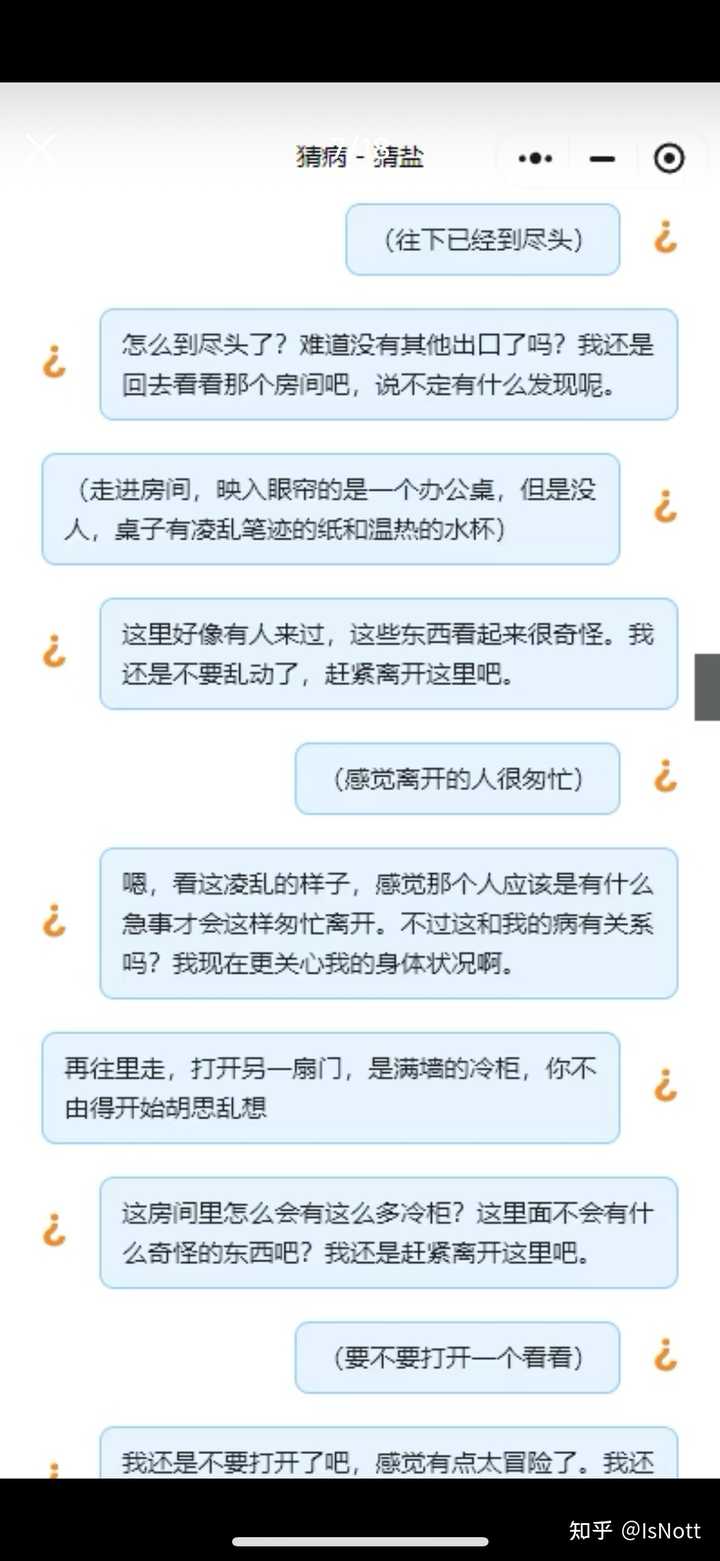 猜病 - 清盐
（往下已经到尽头）
怎么到尽头了？难道没有其他出口了吗？我还是
回去看看那个房间吧，说不定有什么发现呢。
（走进房间，映入眼帘的是一个办公桌，但是没
人，桌子有凌乱笔迹的纸和温热的水杯）
这里好像有人来过，这些东西看起来很奇怪。我
还是不要乱动了，赶紧离开这里吧。
（感觉离开的人很匆忙）
嗯，看这凌乱的样子，感觉那个人应该是有什么
急事才会这样匆忙离开。不过这和我的病有关系
吗？我现在更关心我的身体状况啊。
再往里走，打开另一扇门，是满墙的冷柜，你不
由得开始胡思乱想
这房间里怎么会有这么多冷柜？这里面不会有什
么奇怪的东西吧？我还是赶紧离开这里吧。
（要不要打开一个看看）
我还是不要打开了吧，感觉有点太冒险了。我还
知乎 @IsNott